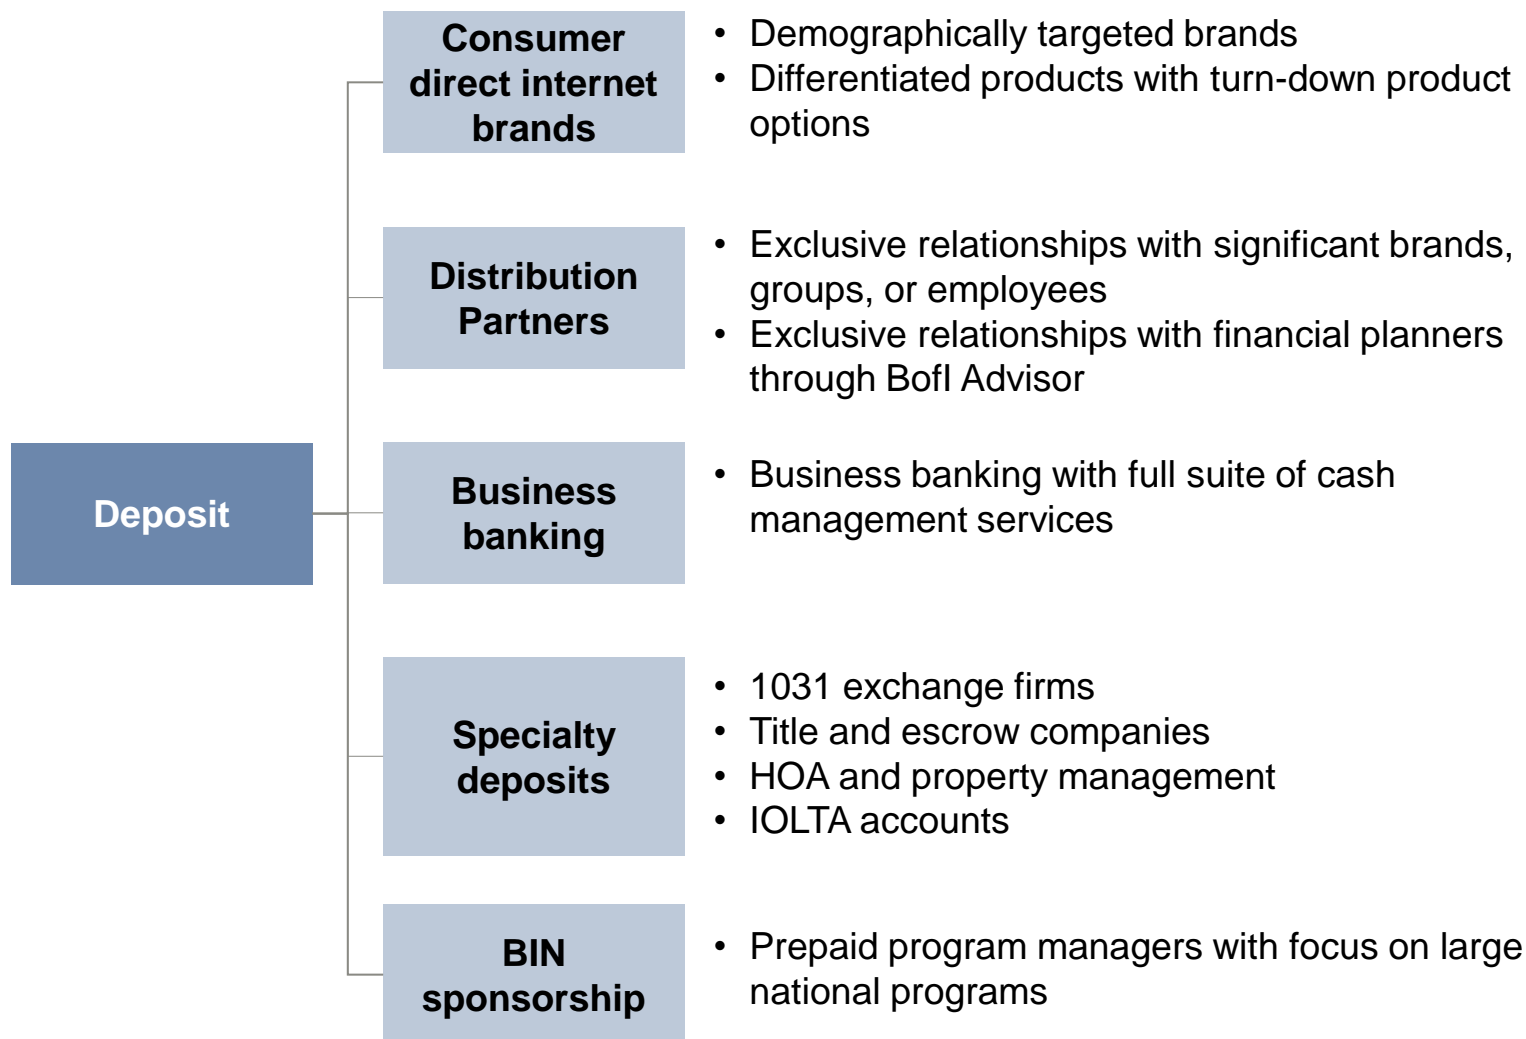 Consumer
direct internet
brands
• Demographically targeted brands
• Differentiated products with turn-down product
options
Distribution
Partners
• Exclusive relationships with significant brands,
groups, or employees
• Exclusive relationships with financial planners
through BofI Advisor
Deposit
Business
banking
• Business banking with full suite of cash
management services
Specialty
deposits
• 1031 exchange firms
• Title and escrow companies
• HOA and property management
• IOLTA accounts
BIN
sponsorship
• Prepaid program managers with focus on large
national programs